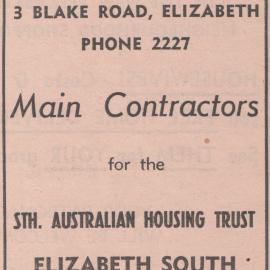 3 BLAKE ROAD, ELIZABETH
PHONE 2227
Main Contractors
for the
STH. AUSTRALIAN HOUSING TRUST
ELIZABETH SOUTH